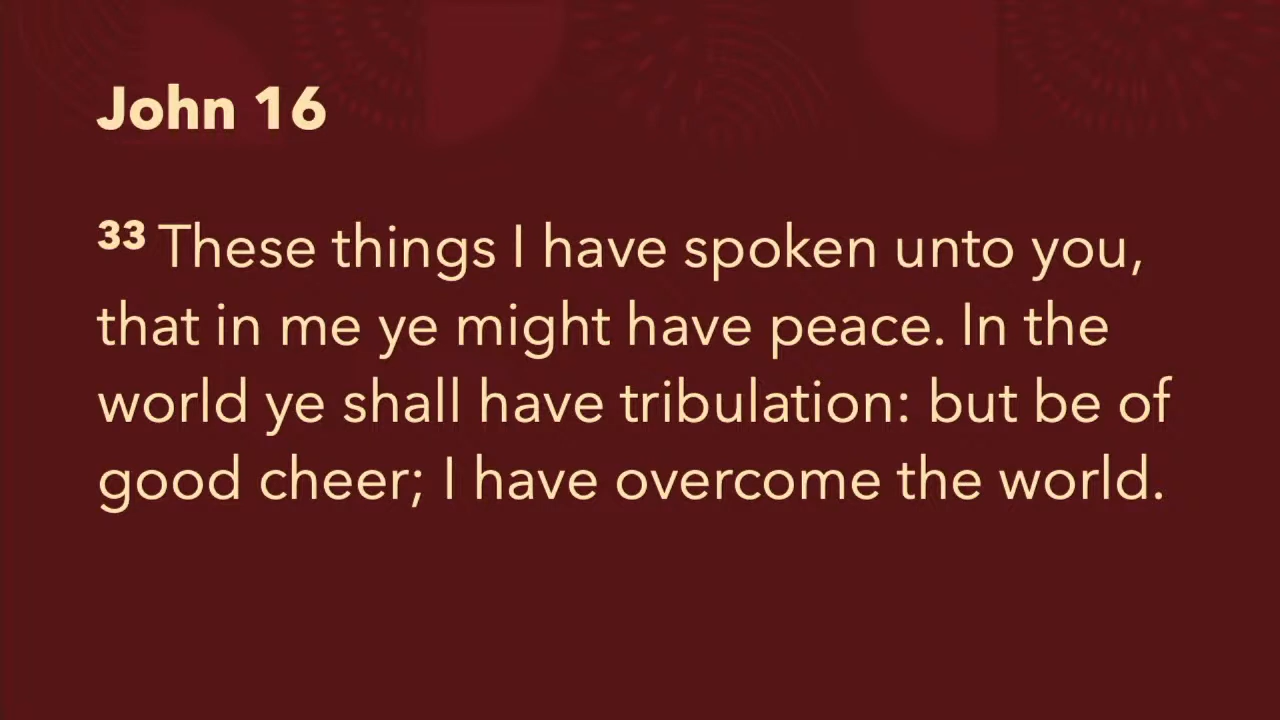 John 16
33 These things I have spoken unto you,
that in me ye might have peace. In the
world ye shall have tribulation: but be of
good cheer; I have overcome the world.